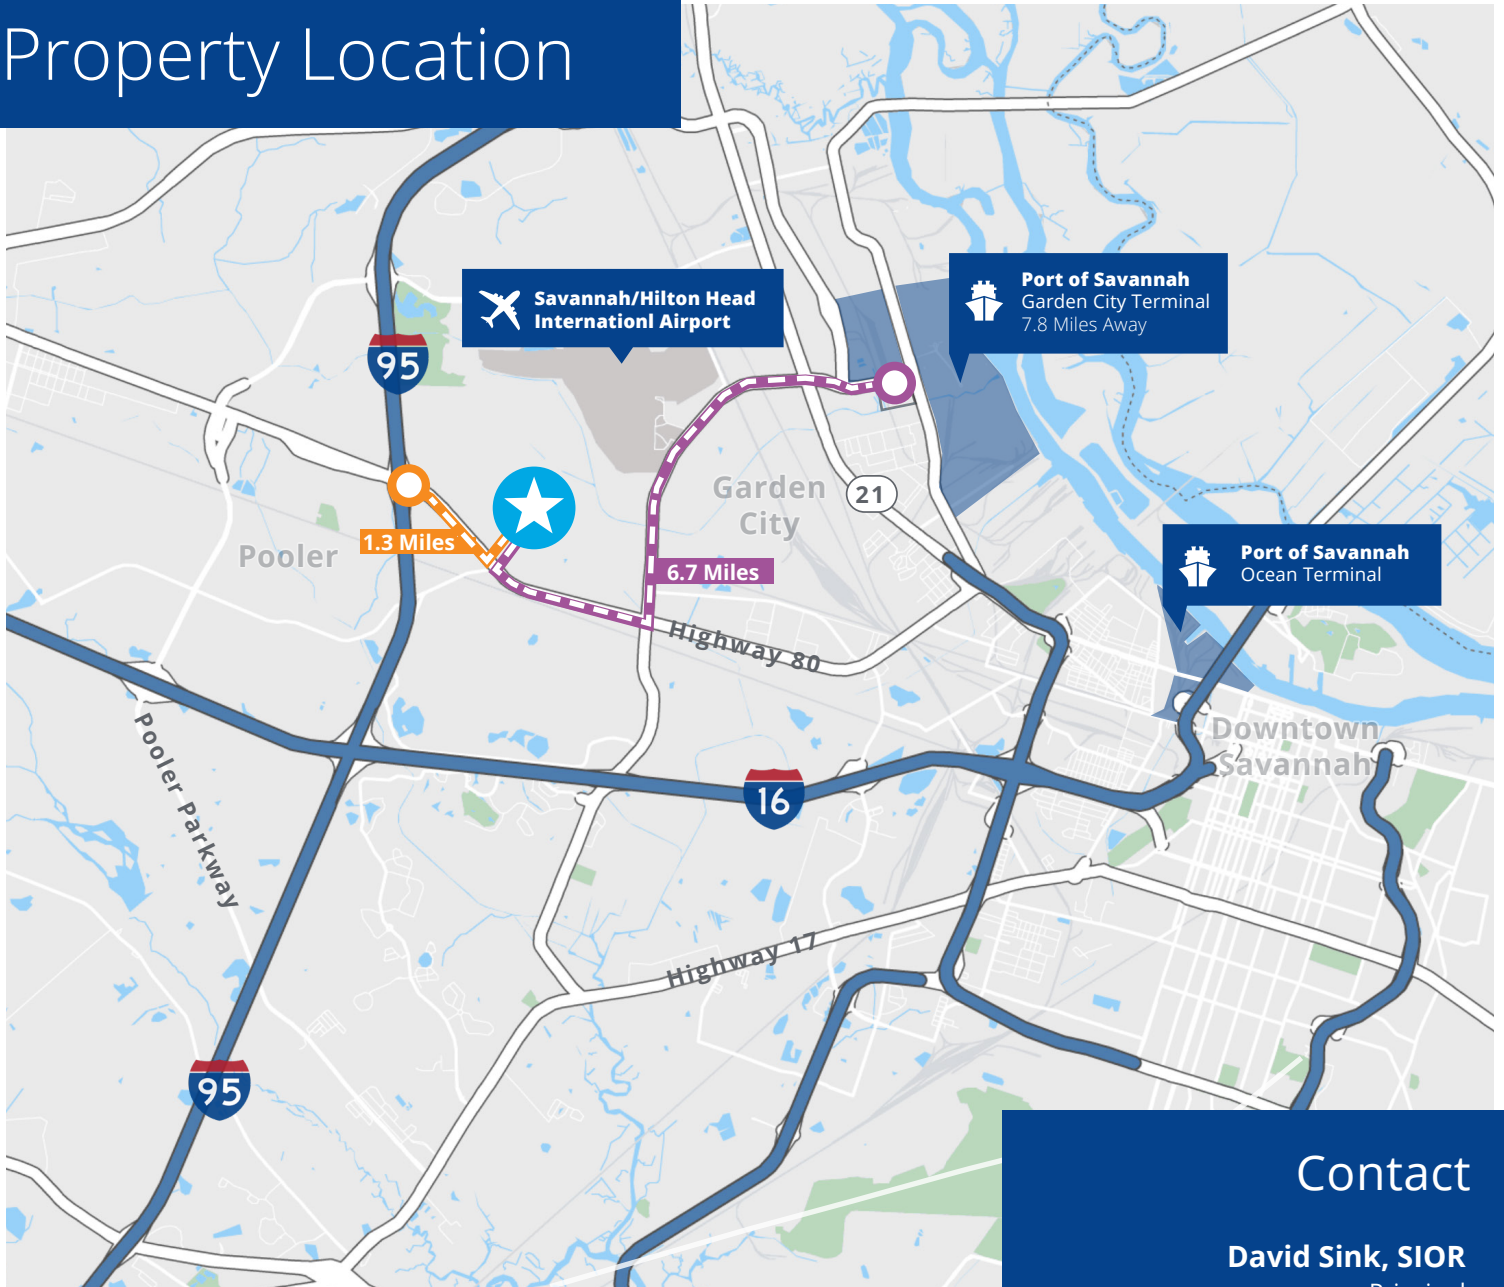 Property Location
Savannah/Hilton Head
Internationl Airport
Port of Savannah
Garden City Terminal
7.8 Miles Away
95
Garden
City
21
Pooler
1.3 Miles
6.7 Miles
Port of Savannah
Ocean Terminal
Highway 80
Downtown
Savannah
Pooler Parkway
16
Highway 17
95
Contact
David Sink, SIOR